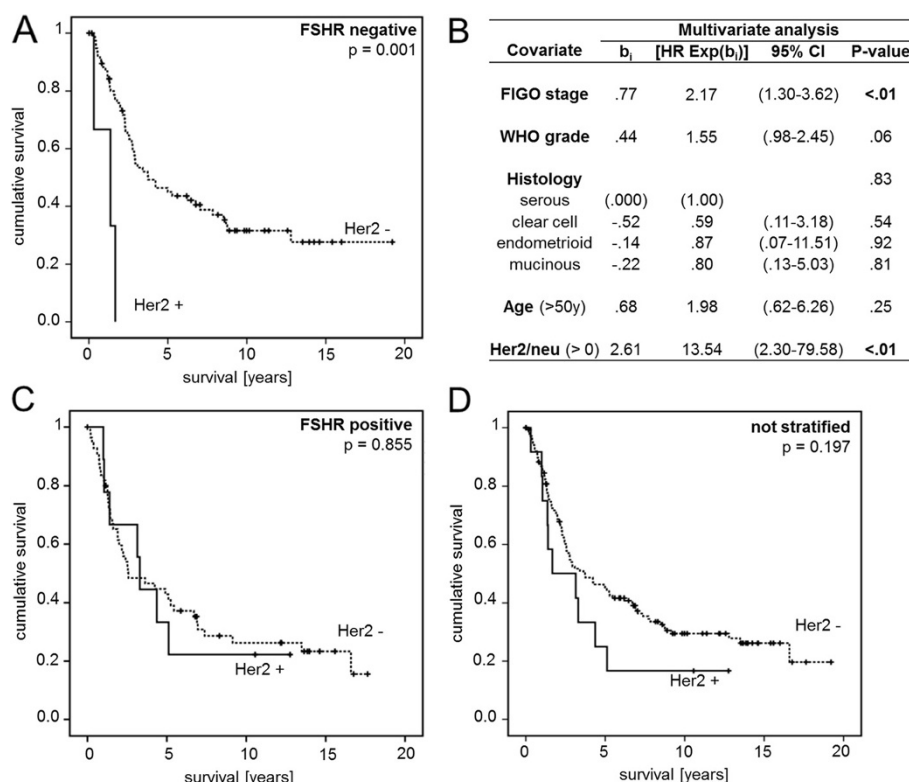 A
FSHR negative
p = 0.001
cumulative survival
1
0.8
0.6
0.4
0.2
0.0
Her2 -
Her2 +
0 5 10 15 20
survival [years]
B
Multivariate analysis
Covariate bi [HR Exp(bi)] 95% CI P-value
FIGO stage .77 2.17 (1.30-3.62) <.01
WHO grade .44 1.55 (.98-2.45) .06
Histology .83
serous (.000) (1.00)
clear cell -.52 .59 (.11-3.18) .54
endometrioid -.14 .87 (.07-11.51) .92
mucinous -.22 .80 (.13-5.03) .81
Age (>50y) .68 1.98 (.62-6.26) .25
Her2/neu (> 0) 2.61 13.54 (2.30-79.58) <.01
C
FSHR positive
p = 0.855
cumulative survival
1
0.8
0.6
0.4
0.2
0.0
Her2 -
Her2 +
0 5 10 15 20
survival [years]
D
not stratified
p = 0.197
cumulative survival
1
0.8
0.6
0.4
0.2
0.0
Her2 -
Her2 +
0 5 10 15 20
survival [years]